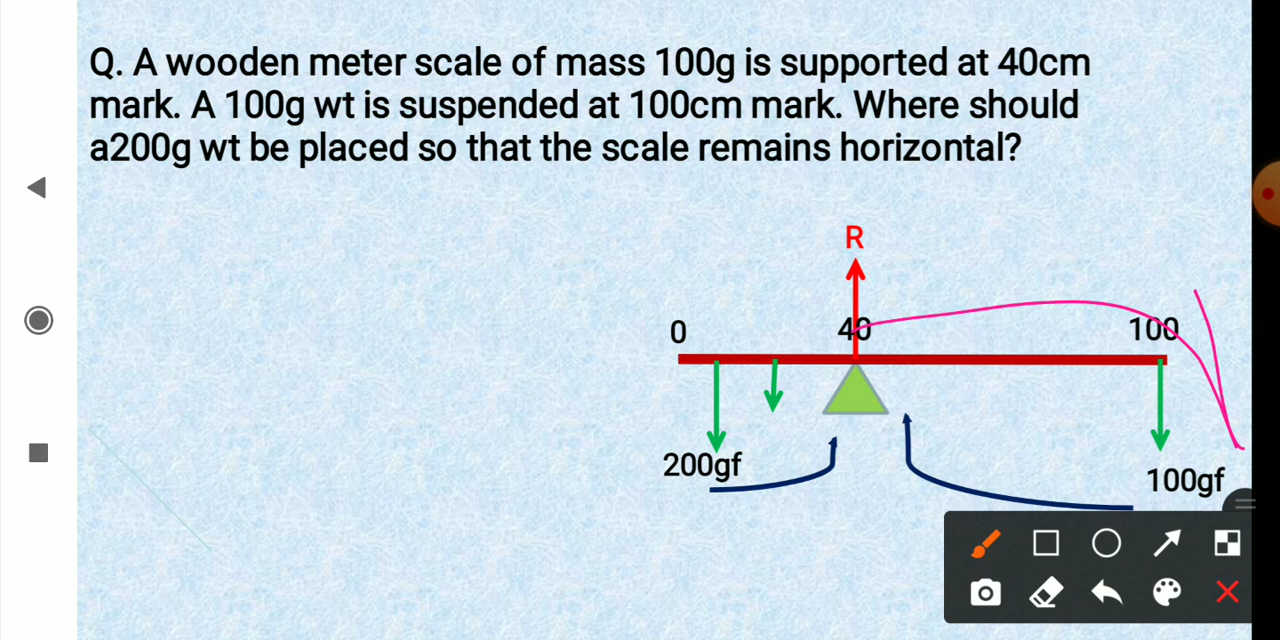 Q. A wooden meter scale of mass 100g is supported at 40cm
mark. A 100g wt is suspended at 100cm mark. Where should
a200g wt be placed so that the scale remains horizontal?
R
0 40 100
200gf 100gf